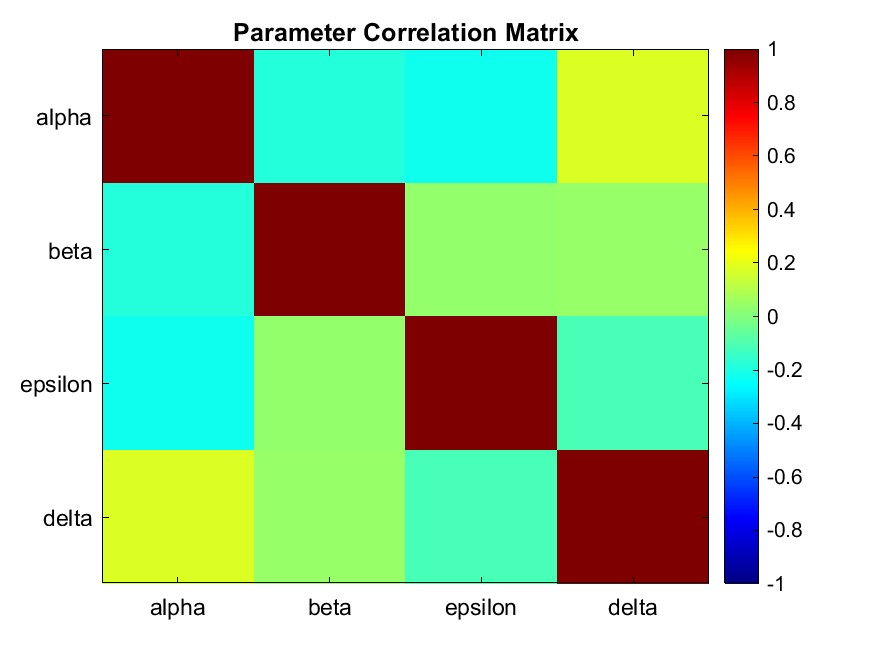 Parameter Correlation Matrix
alpha
beta
epsilon
delta
alpha beta epsilon delta
1
0.8
0.6
0.4
0.2
0
-0.2
-0.4
-0.6
-0.8
-1